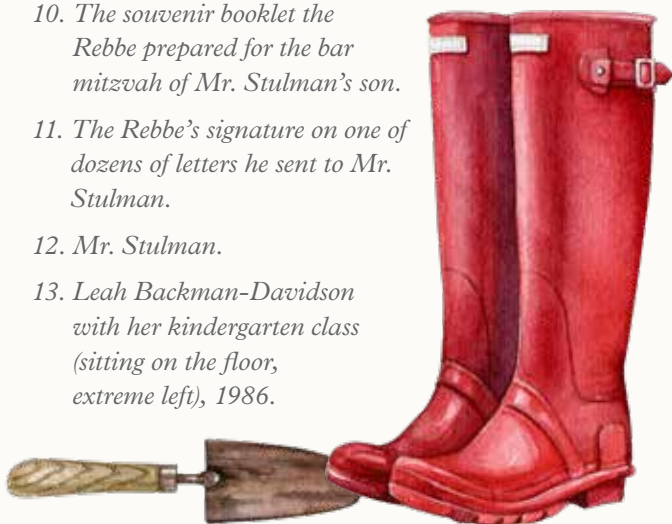 10. The souvenir booklet the
Rebbe prepared for the bar
mitzvah of Mr. Stulman's son.
11. The Rebbe's signature on one of
dozens of letters he sent to Mr.
Stulman.
12. Mr. Stulman.
13. Leah Backman-Davidson
with her kindergarten class
(sitting on the floor,
extreme left), 1986.